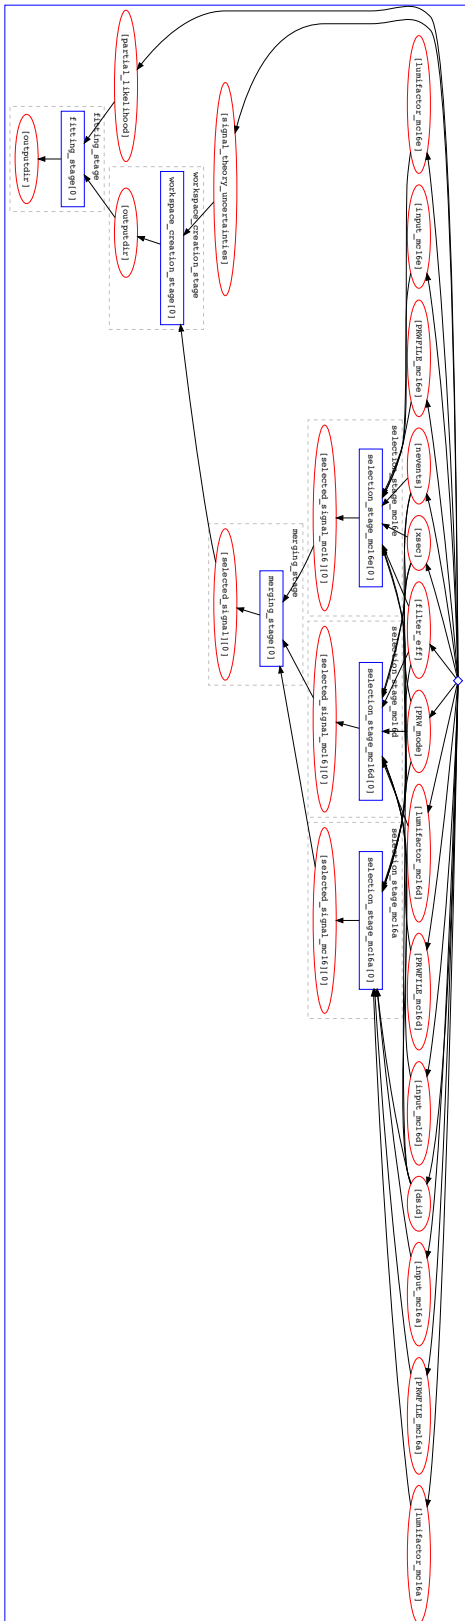 [lumifactor_mc16e]
[input_mc16e]
[PRWFILE_mc16e]
[nevents]
[xsec]
[filter_eff]
[PRW_mode]
[lumifactor_mc16d]
[PRWFILE_mc16d]
[input_mc16d]
[dsid]
[input_mc16a]
[PRWFILE_mc16a]
[lumifactor_mc16a]
selection_stage_mc16e
selection_stage_mc16d
selection_stage_mc16a
selection_stage_mc16e[0]
selection_stage_mc16d[0]
selection_stage_mc16a[0]
[selected_signal_mc16][0]
[selected_signal_mc16][0]
[selected_signal_mc16][0]
merging_stage
merging_stage[0]
[signal_theory_uncertainties]
[selected_signal][0]
workspace_creation_stage
workspace_creation_stage[0]
[partial_likelihood]
[outputdir]
fitting_stage
fitting_stage[0]
[outputdir]